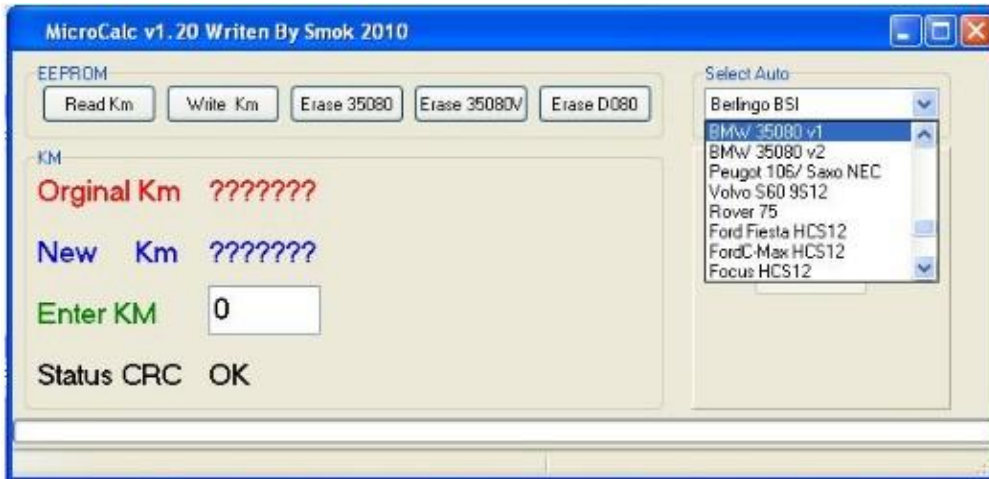 MicroCalc v1.20 Writen By Smok 2010
EEPROM
Read Km
Write Km
Erase 35080
Erase 35080V
Erase D080
Select Auto
Berlingo BSI
BMW 35080 v1
BMW 35080 v2
Peugot 106/ Saxo NEC
Volvo S60 9S12
Rover 75
Ford Fiesta HCS12
FordC-Max HCS12
Focus HCS12
KM
Orginal Km ???????
New Km ???????
Enter KM 0
Status CRC OK